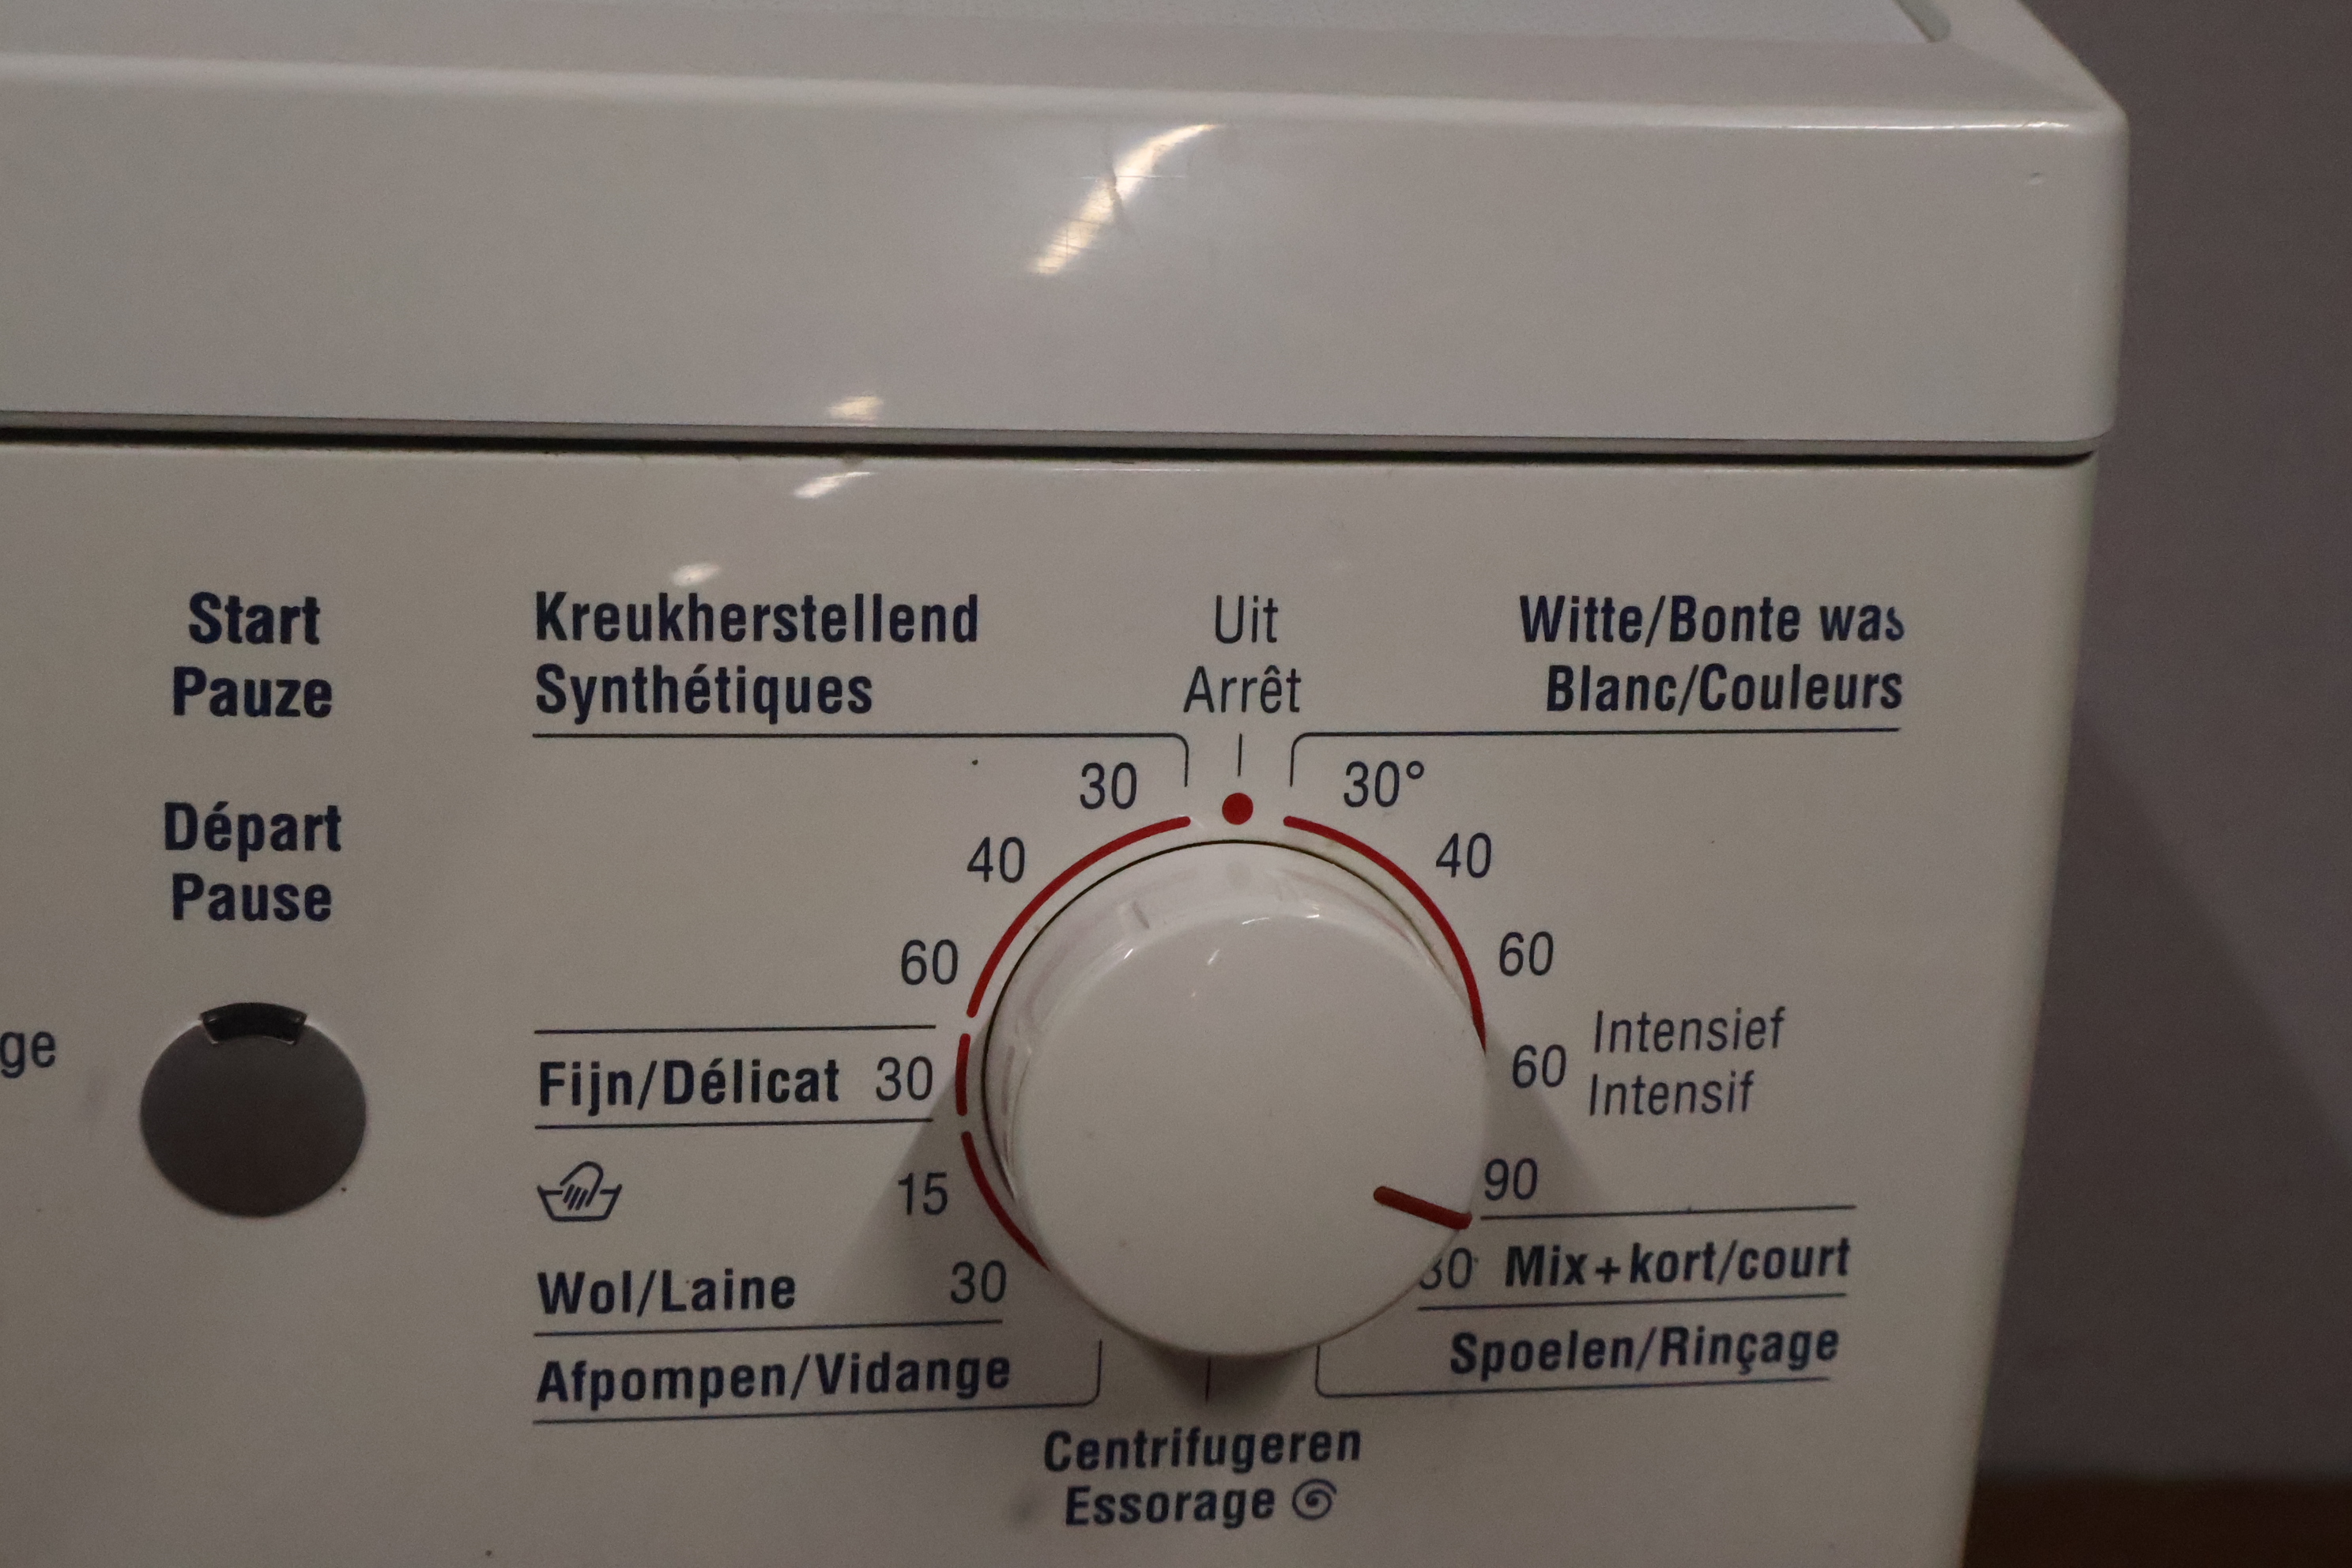 Start
Pauze
Départ
Pause
Kreukherstellend
Synthétiques
Uit
Arrêt
Witte/Bonte was
Blanc/Couleurs
30
40
60
30°
40
60
60 Intensief
Intensif
90
30 Mix+kort/court
Spoelen/Rinçage
Fijn/Délicat 30
15
Wol/Laine 30
Afpompen/Vidange
Centrifugeren
Essorage